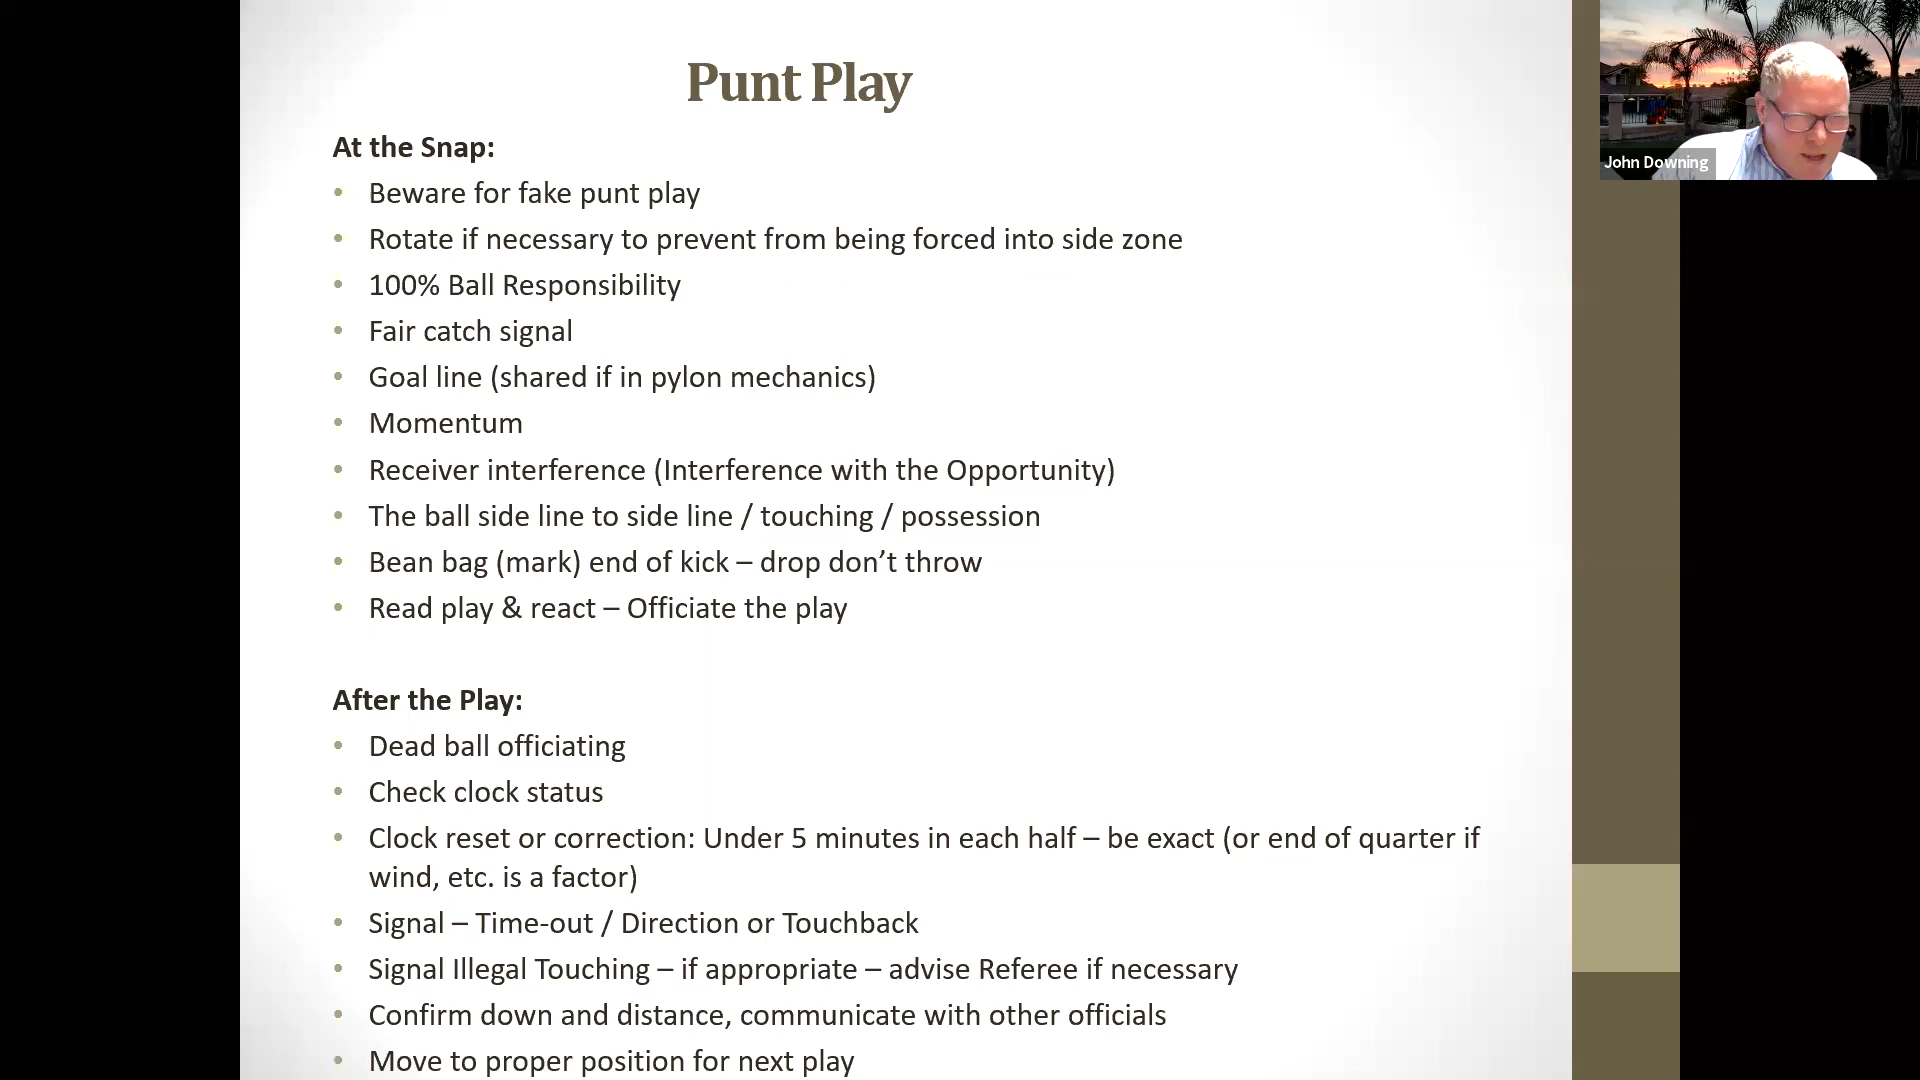 Punt Play
At the Snap:
• Beware for fake punt play
• Rotate if necessary to prevent from being forced into side zone
• 100% Ball Responsibility
• Fair catch signal
• Goal line (shared if in pylon mechanics)
• Momentum
• Receiver interference (Interference with the Opportunity)
• The ball side line to side line / touching / possession
• Bean bag (mark) end of kick – drop don’t throw
• Read play & react – Officiate the play
After the Play:
• Dead ball officiating
• Check clock status
• Clock reset or correction: Under 5 minutes in each half – be exact (or end of quarter if
wind, etc. is a factor)
• Signal – Time-out / Direction or Touchback
• Signal Illegal Touching – if appropriate – advise Referee if necessary
• Confirm down and distance, communicate with other officials
• Move to proper position for next play
John Downing